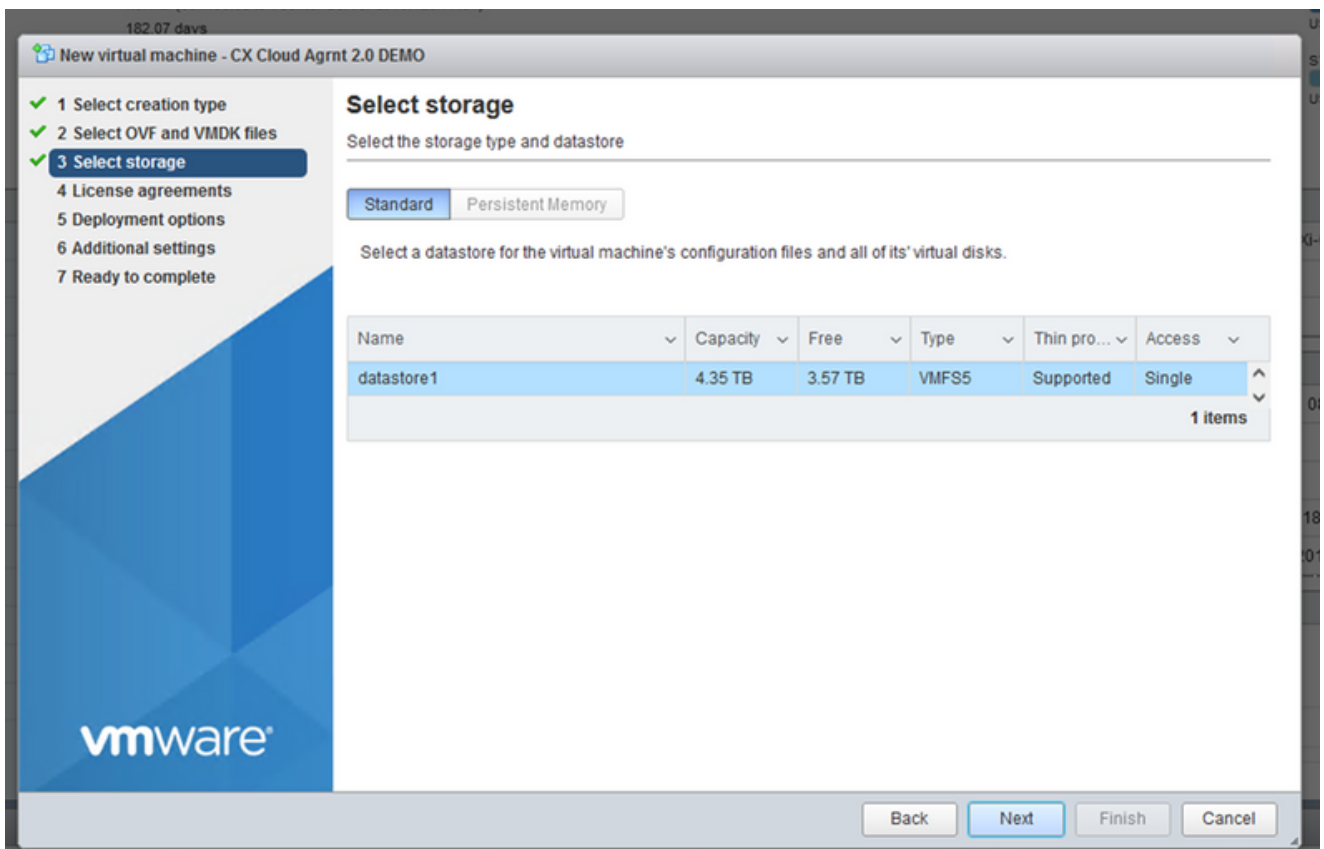 182.07 days
New virtual machine - CX Cloud Agrnt 2.0 DEMO
1 Select creation type
2 Select OVF and VMDK files
3 Select storage
4 License agreements
5 Deployment options
6 Additional settings
7 Ready to complete
Select storage
Select the storage type and datastore
Standard Persistent Memory
Select a datastore for the virtual machine's configuration files and all of its' virtual disks.
Name Capacity Free Type Thin pro... Access
datastore1 4.35 TB 3.57 TB VMFS5 Supported Single
1 items
vmware®
Back Next Finish Cancel